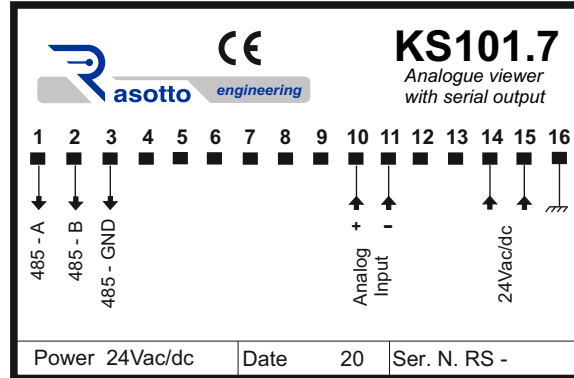 CE
KS101.7
Rasotto engineering
Analogue viewer
with serial output
1 2 3 4 5 6 7 8 9 10 11 12 13 14 15 16
485 - A
485 - B
485 - GND
+ -
Analog
Input
24Vac/dc
Power 24Vac/dc Date 20 Ser. N. RS -